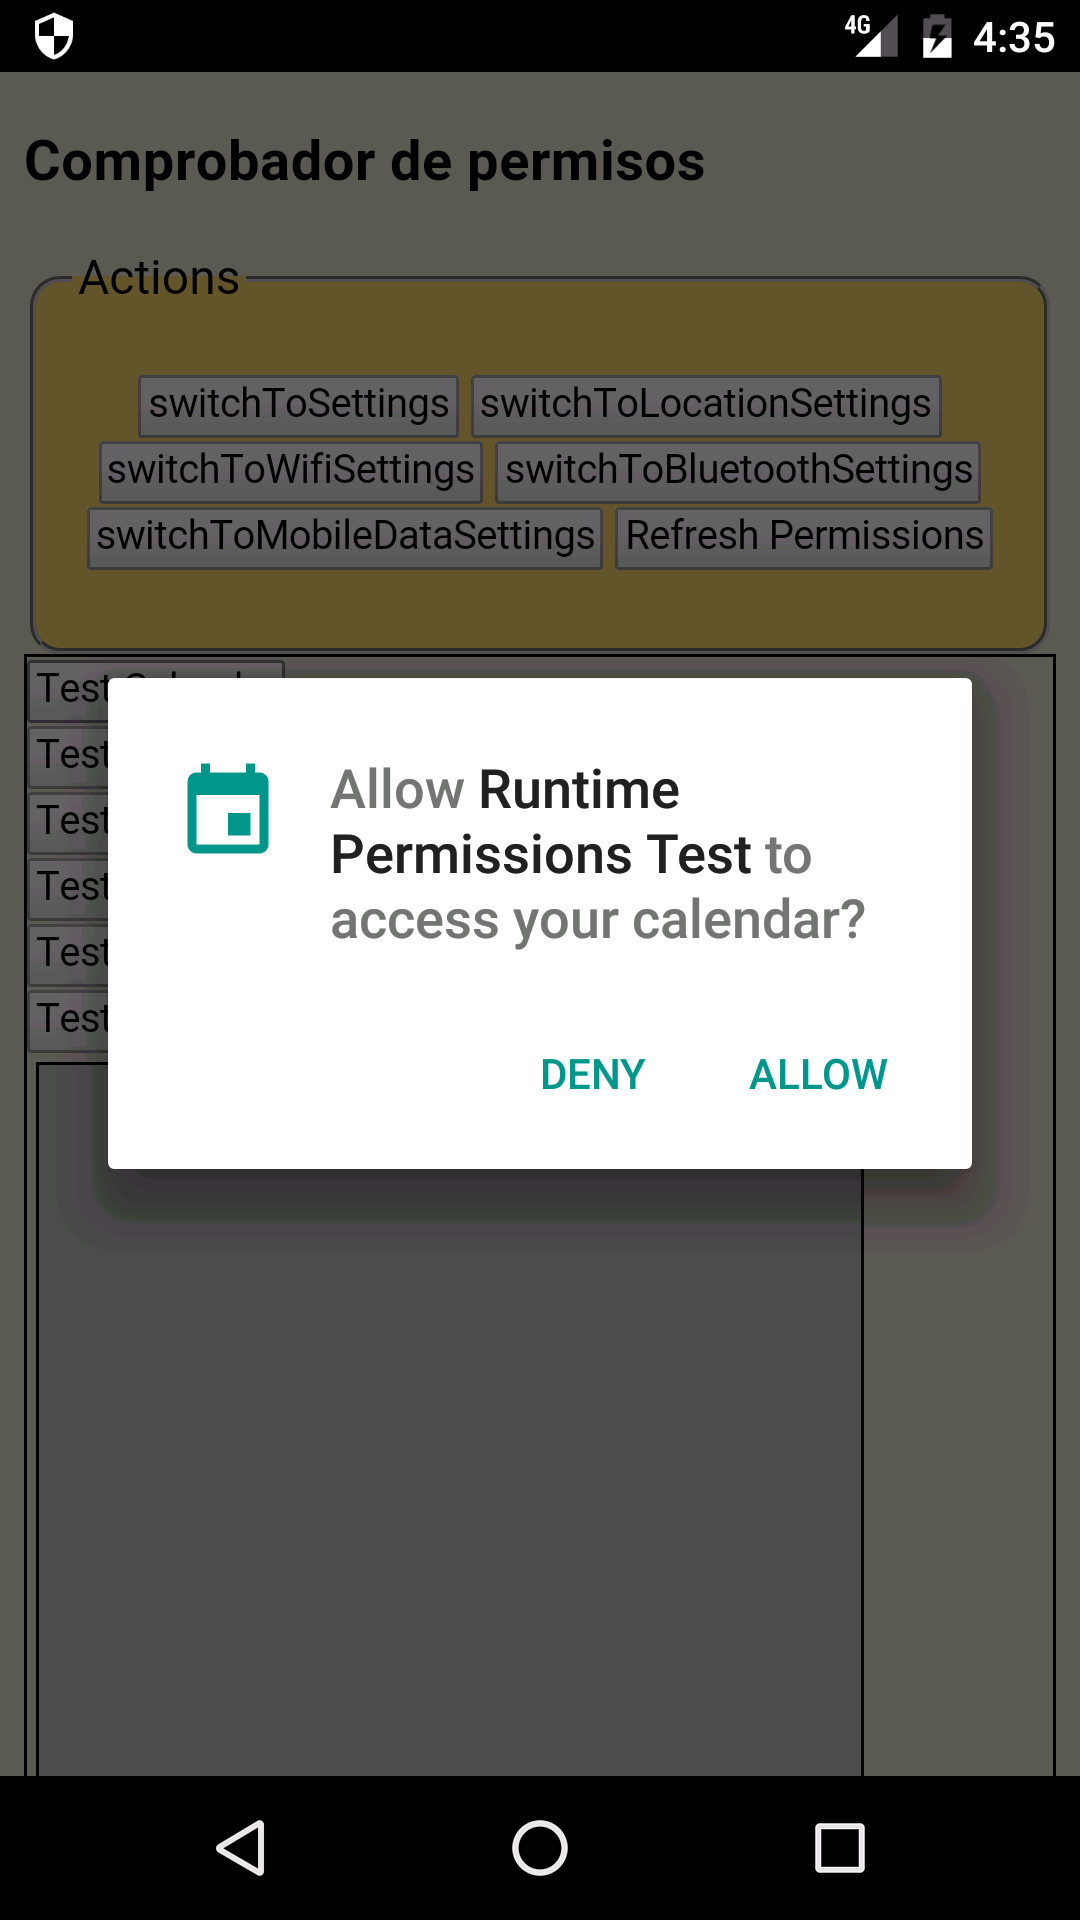 4G 4:35
Comprobador de permisos
Actions
switchToSettings switchToLocationSettings
switchToWifiSettings switchToBluetoothSettings
switchToMobileDataSettings Refresh Permissions
Test
Test
Test
Test
Test
Test
Allow Runtime
Permissions Test to
access your calendar?
DENY ALLOW